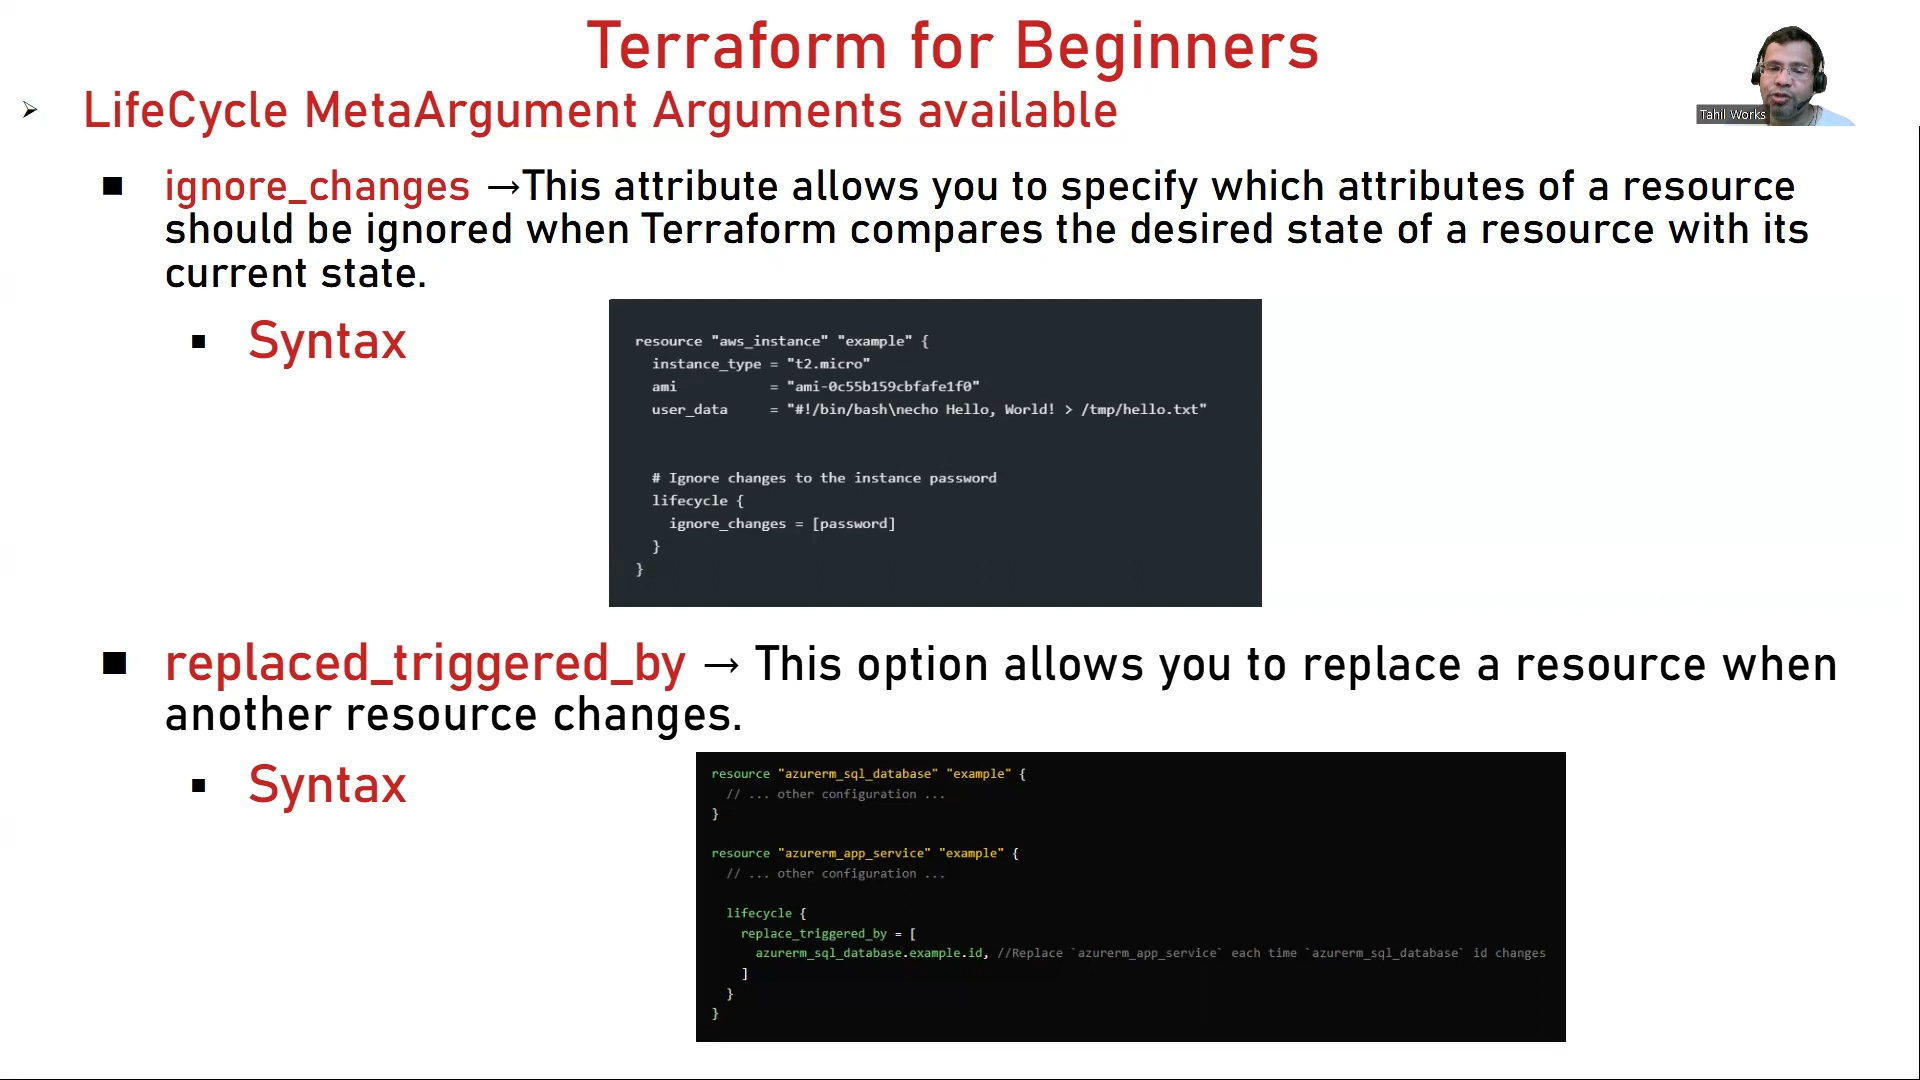 Terraform for Beginners
Tahil Works
➢ LifeCycle MetaArgument Arguments available
■ ignore_changes →This attribute allows you to specify which attributes of a resource
should be ignored when Terraform compares the desired state of a resource with its
current state.
▪ Syntax
resource "aws_instance" "example" {
  instance_type = "t2.micro"
  ami           = "ami-0c55b159cbfafe1f0"
  user_data     = "#!/bin/bash\necho Hello, World! > /tmp/hello.txt"
  # Ignore changes to the instance password
  lifecycle {
    ignore_changes = [password]
  }
}
■ replaced_triggered_by → This option allows you to replace a resource when
another resource changes.
▪ Syntax
resource "azurerm_sql_database" "example" {
  // ... other configuration ...
}
resource "azurerm_app_service" "example" {
  // ... other configuration ...
  lifecycle {
    replace_triggered_by = [
      azurerm_sql_database.example.id, //Replace `azurerm_app_service` each time `azurerm_sql_database` id changes
    ]
  }
}